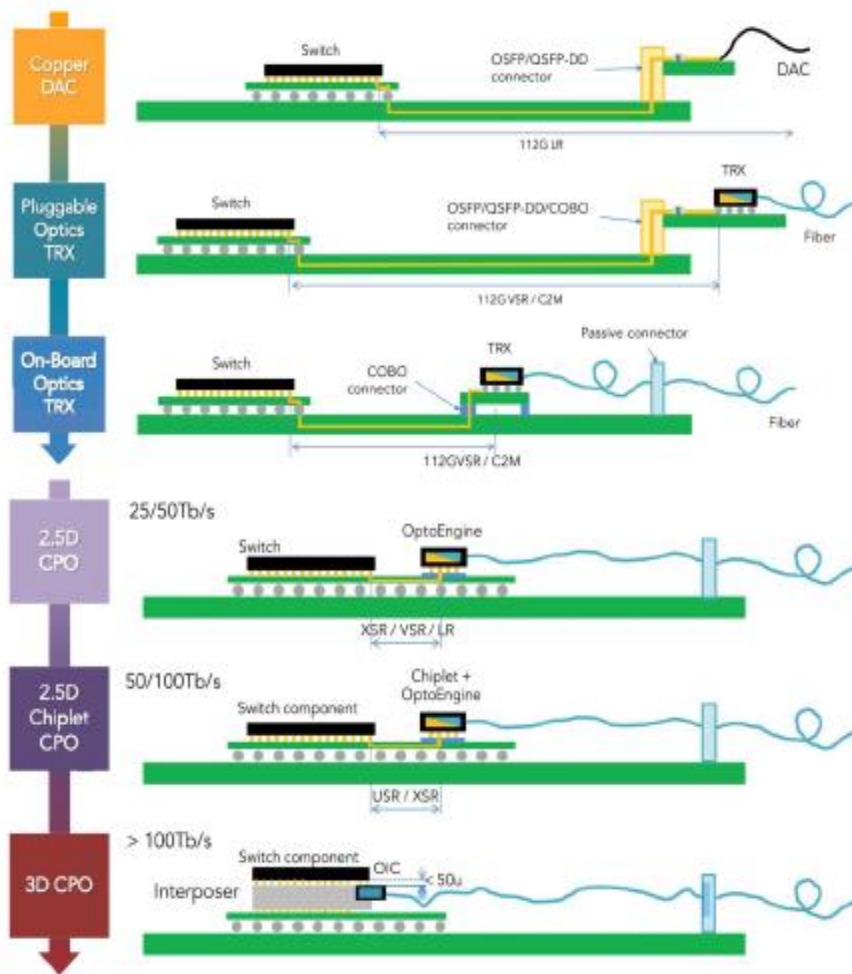 Copper
DAC
Switch
OSFP/QSFP-DD
connector
DAC
112G LR
Pluggable
Optics
TRX
Switch
OSFP/QSFP-DD/COBO
connector
TRX
Fiber
112G VSR / C2M
On-Board
Optics
TRX
Switch
COBO
connector
TRX
Passive connector
Fiber
112GVSR / C2M
2.5D
CPO
25/50Tb/s
Switch
OptoEngine
XSR / VSR / LR
2.5D
Chiplet
CPO
50/100Tb/s
Switch component
Chiplet +
OptoEngine
USR / XSR
3D CPO
> 100Tb/s
Switch component
OIC
< 50u
Interposer